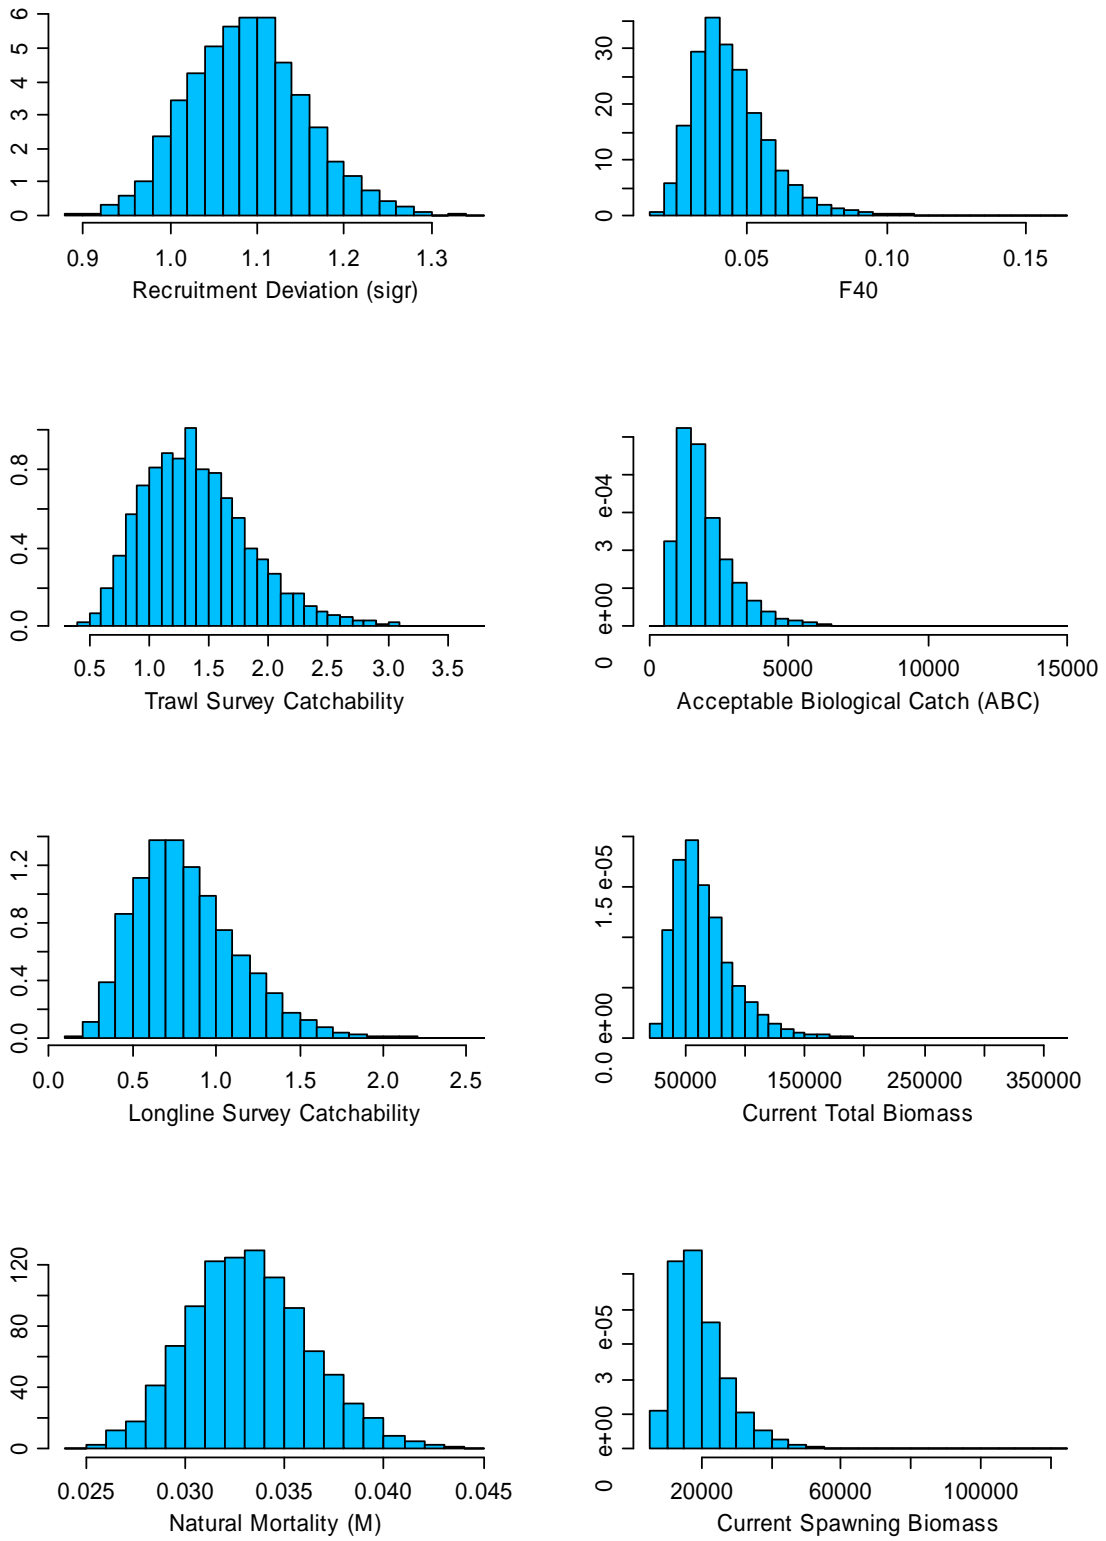 6
5
4
3
2
1
0
0.9 1.0 1.1 1.2 1.3
Recruitment Deviation (sigr)
30
20
10
0
0.05 0.10 0.15
F40
0.8
0.4
0.0
0.5 1.0 1.5 2.0 2.5 3.0 3.5
Trawl Survey Catchability
0 e+00 3 e-04
0 5000 10000 15000
Acceptable Biological Catch (ABC)
1.2
0.8
0.4
0.0
0.0 0.5 1.0 1.5 2.0 2.5
Longline Survey Catchability
0.0 e+00 1.5 e-05
50000 150000 250000 350000
Current Total Biomass
120
80
40
0
0.025 0.030 0.035 0.040 0.045
Natural Mortality (M)
0 e+00 3 e-05
20000 60000 100000
Current Spawning Biomass